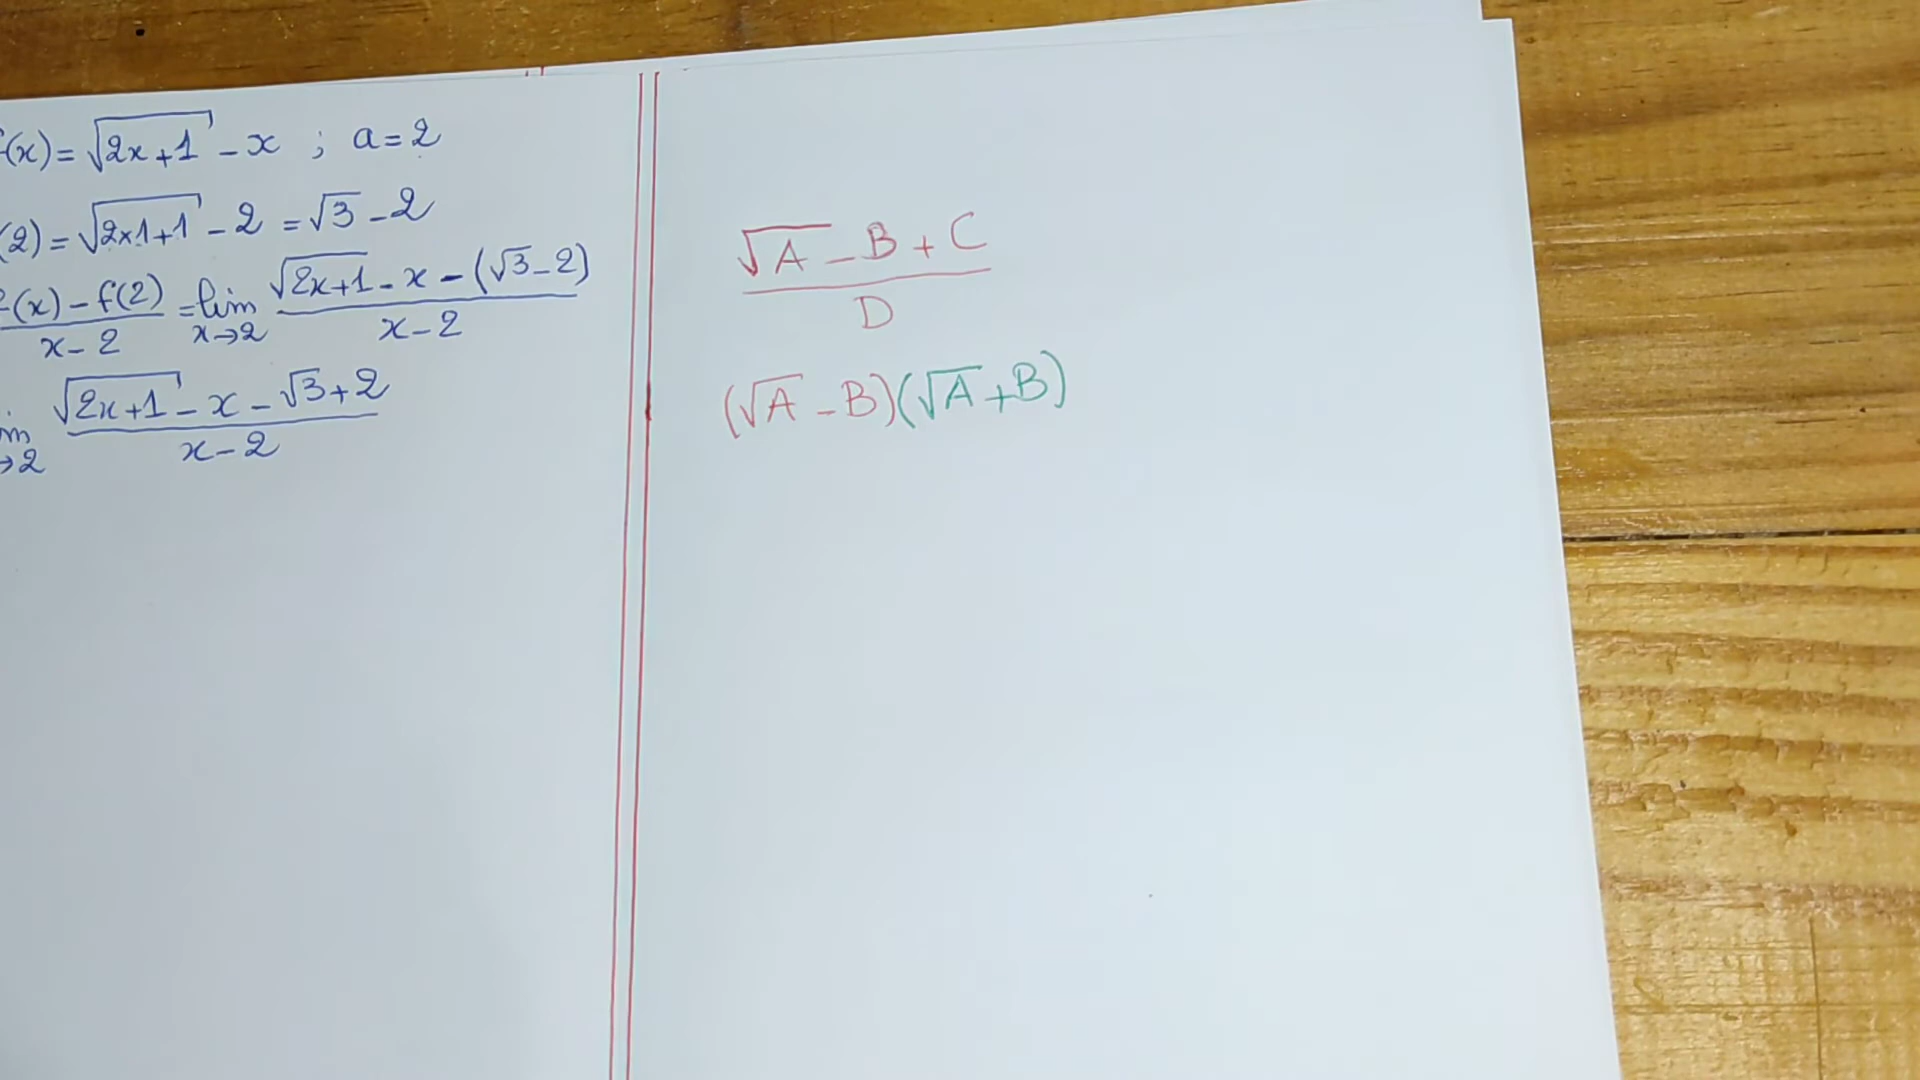 (x) = √(2x+1) - x ; a = 2
(2) = √(2×1+1) - 2 = √3 - 2
(x) - f(2) / x - 2 = lim x→2 √(2x+1) - x - (√3 - 2) / x - 2
m →2 √(2x+1) - x - √3 + 2 / x - 2
√A - B + C / D
(√A - B)(√A + B)